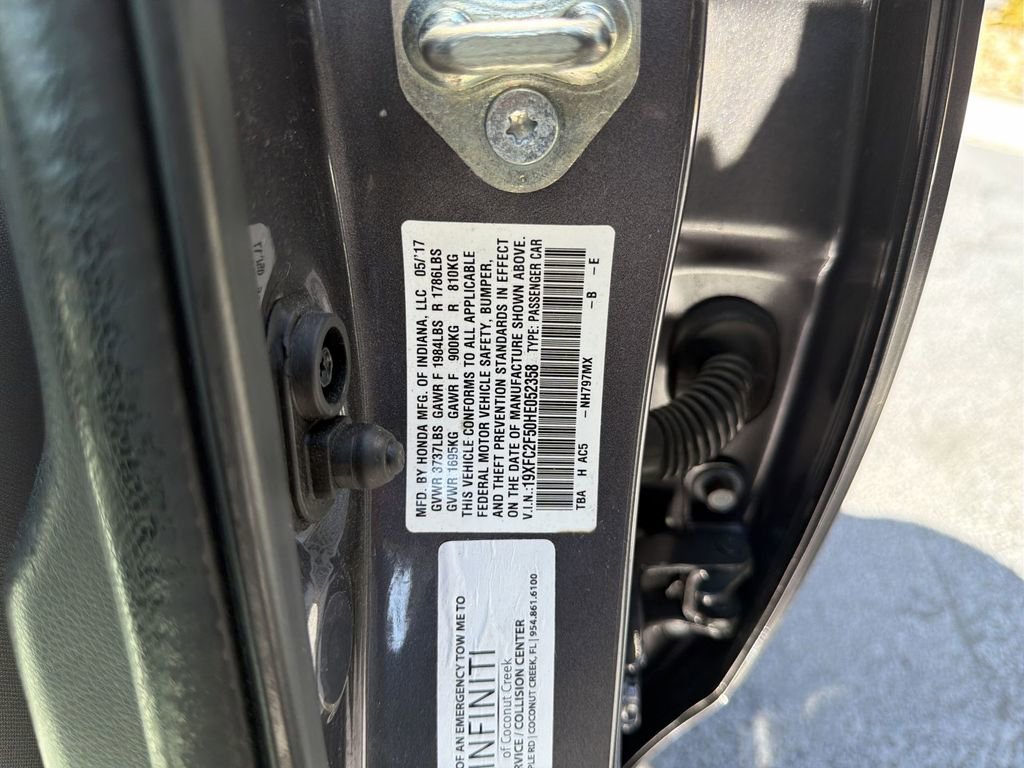 MFD. BY HONDA MFG. OF INDIANA, LLC 05/17
GVWR 3737LBS GAWR F 1984LBS R 1786LBS
GVWR 1695KG GAWR F 900KG R 810KG
THIS VEHICLE CONFORMS TO ALL APPLICABLE
FEDERAL MOTOR VEHICLE SAFETY, BUMPER,
AND THEFT PREVENTION STANDARDS IN EFFECT
ON THE DATE OF MANUFACTURE SHOWN ABOVE.
V.I.N.:19XFC2F50HE052358 TYPE: PASSENGER CAR
TBA H AC5 – NH797MX – B – E
OF AN EMERGENCY TOW ME TO
INFINITI
of Coconut Creek
RVICE / COLLISION CENTER
PLE RD | COCONUT CREEK, FL | 954.861.6100